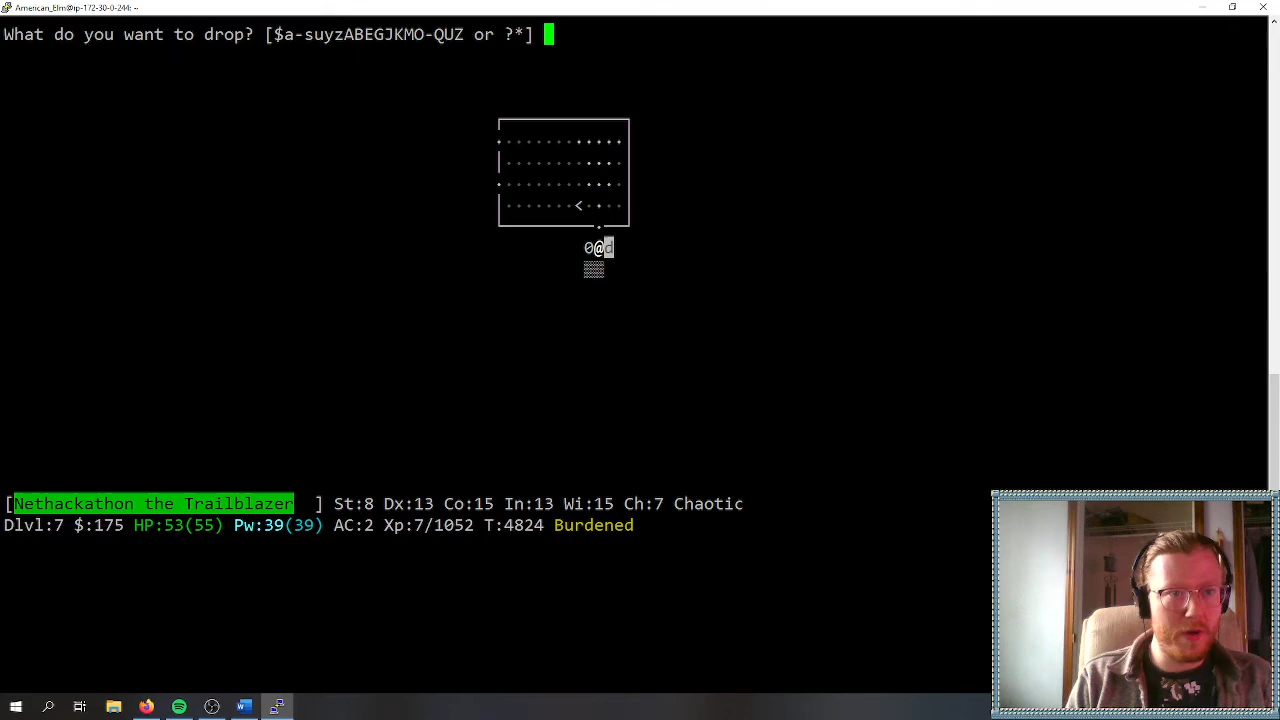 American_Elm@ip-172-30-0-244: ~
What do you want to drop? [$a-suyzABEGJKMO-QUZ or ?*]
<
0@d
[Nethackathon the Trailblazer ] St:8 Dx:13 Co:15 In:13 Wi:15 Ch:7 Chaotic
Dlvl:7 $:175 HP:53(55) Pw:39(39) AC:2 Xp:7/1052 T:4824 Burdened